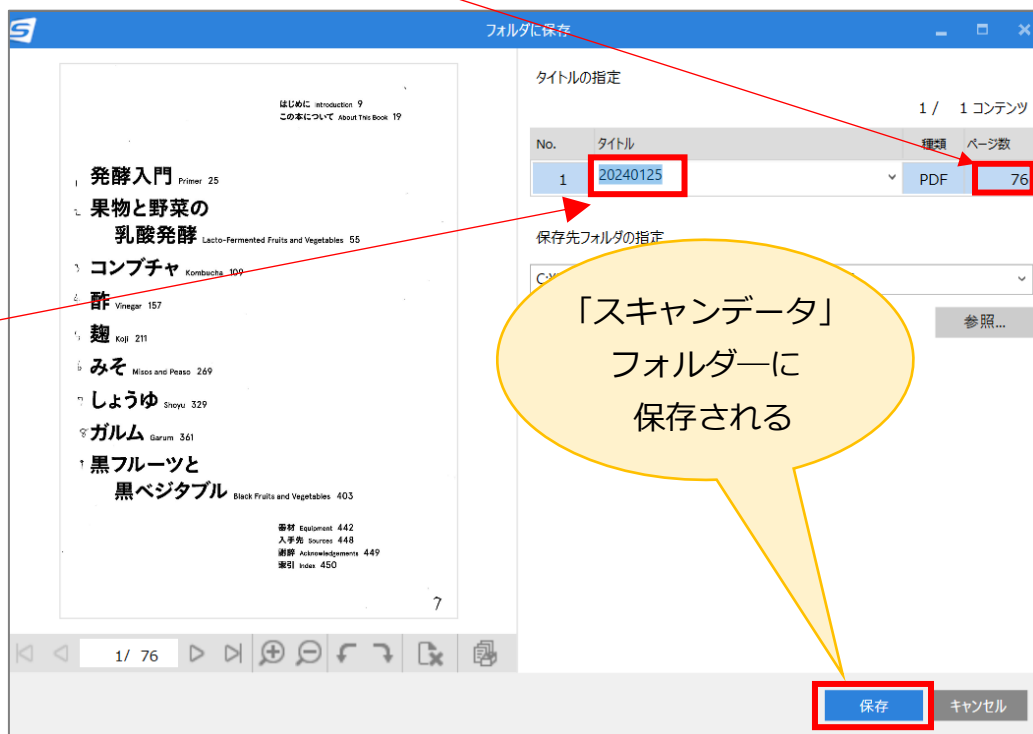 フォルダに保存
はじめに Introduction 9
この本について About This Book 19
1 発酵入門 Primer 25
2 果物と野菜の
乳酸発酵 Lacto-Fermented Fruits and Vegetables 55
3 コンブチャ Kombucha 109
4 酢 Vinegar 157
5 麹 Koji 211
6 みそ Misos and Peaso 269
7 しょうゆ Shoyu 329
8 ガルム Garum 361
9 黒フルーツと
黒ベジタブル Black Fruits and Vegetables 403
器材 Equipment 442
入手先 Sources 448
謝辞 Acknowledgements 449
索引 Index 450
7
1/ 76
タイトルの指定
1 / 1 コンテンツ
No. タイトル 種類 ページ数
1 20240125 PDF 76
保存先フォルダの指定
参照...
「スキャンデータ」
フォルダ―に
保存される
保存 キャンセル